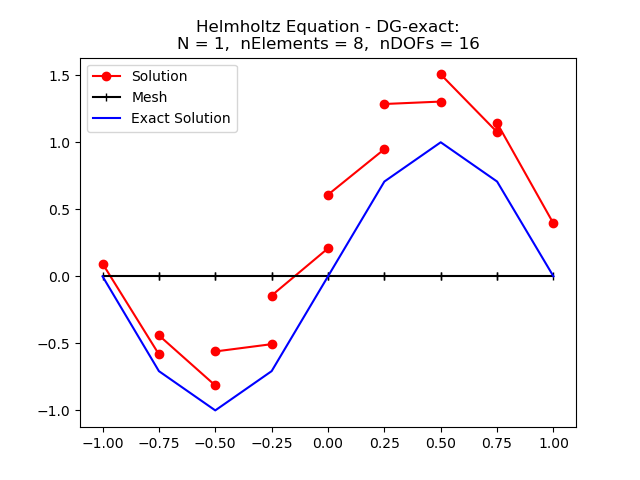 Helmholtz Equation - DG-exact:
N = 1,  nElements = 8,  nDOFs = 16
Solution
Mesh
Exact Solution
1.5
1.0
0.5
0.0
−0.5
−1.0
−1.00 −0.75 −0.50 −0.25 0.00 0.25 0.50 0.75 1.00